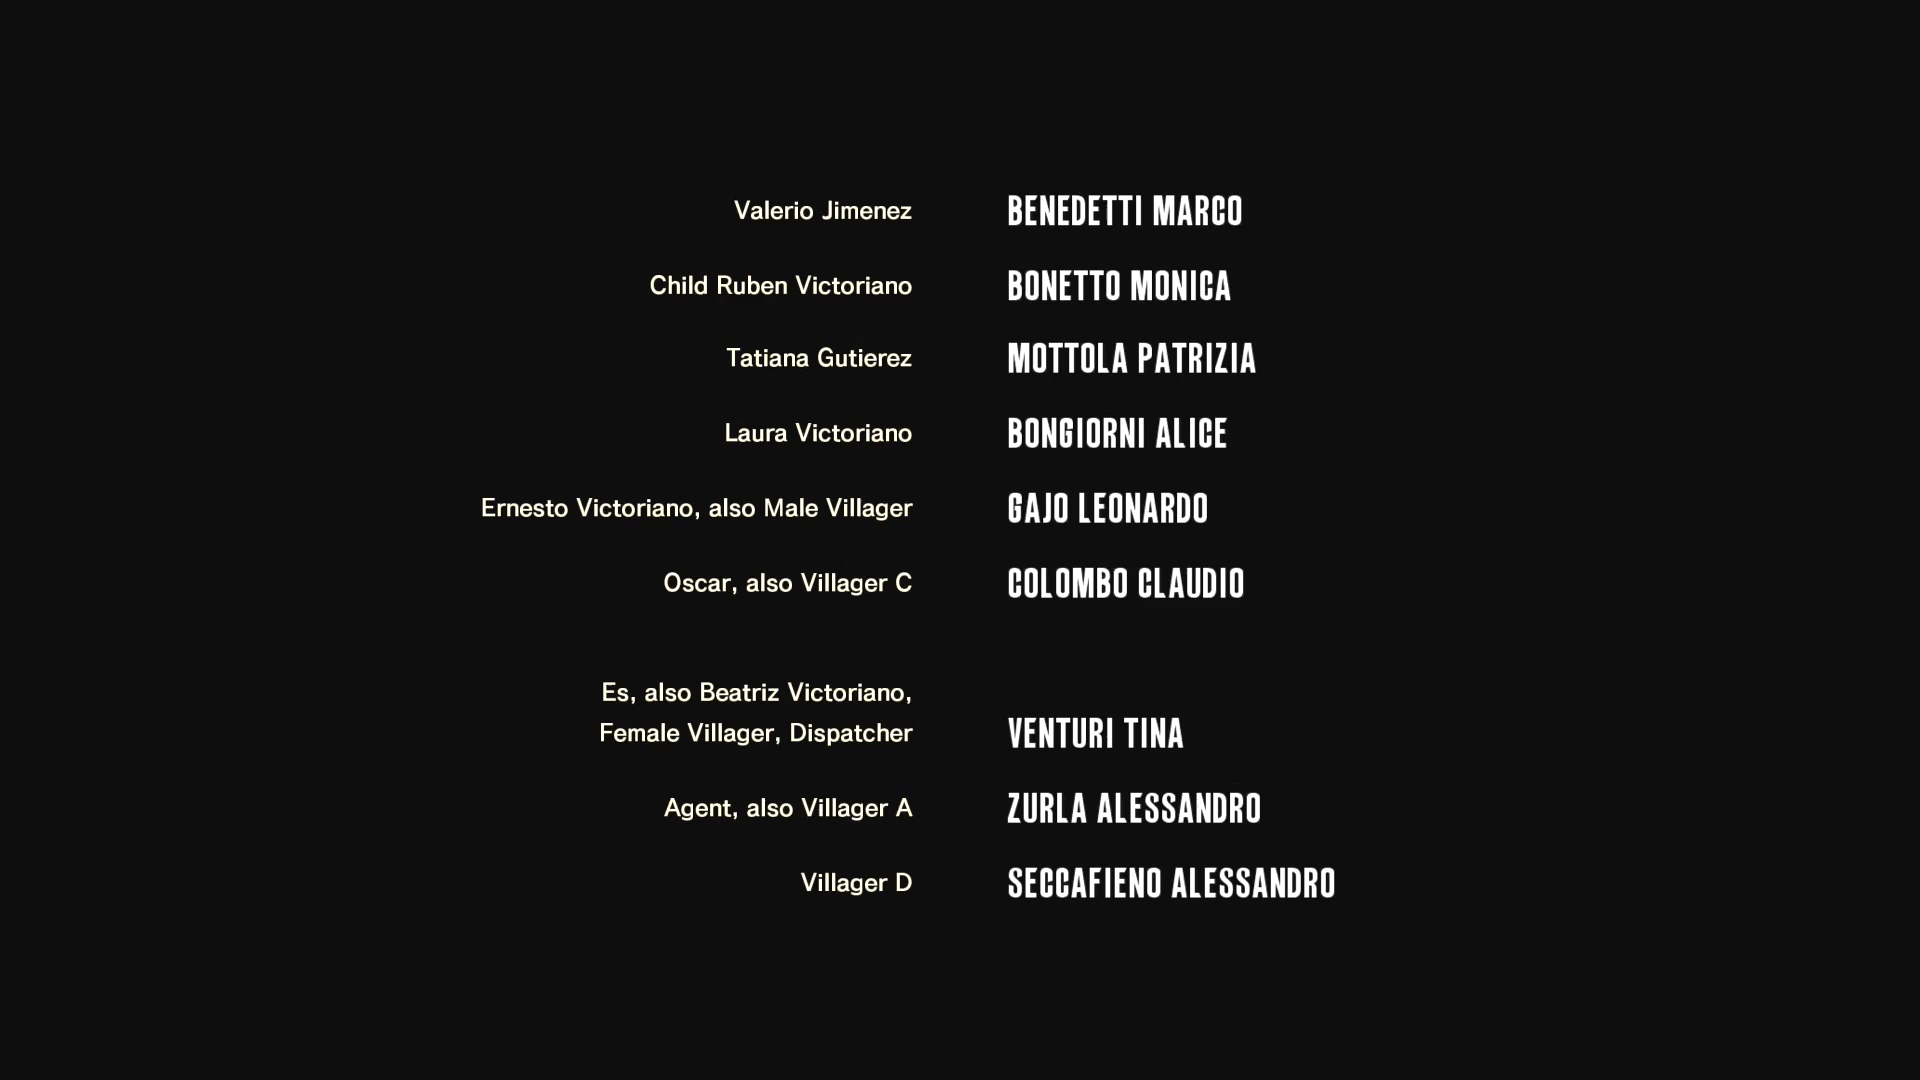 Valerio Jimenez BENEDETTI MARCO
Child Ruben Victoriano BONETTO MONICA
Tatiana Gutierez MOTTOLA PATRIZIA
Laura Victoriano BONGIORNI ALICE
Ernesto Victoriano, also Male Villager GAJO LEONARDO
Oscar, also Villager C COLOMBO CLAUDIO
Es, also Beatriz Victoriano,
Female Villager, Dispatcher VENTURI TINA
Agent, also Villager A ZURLA ALESSANDRO
Villager D SECCAFIENO ALESSANDRO